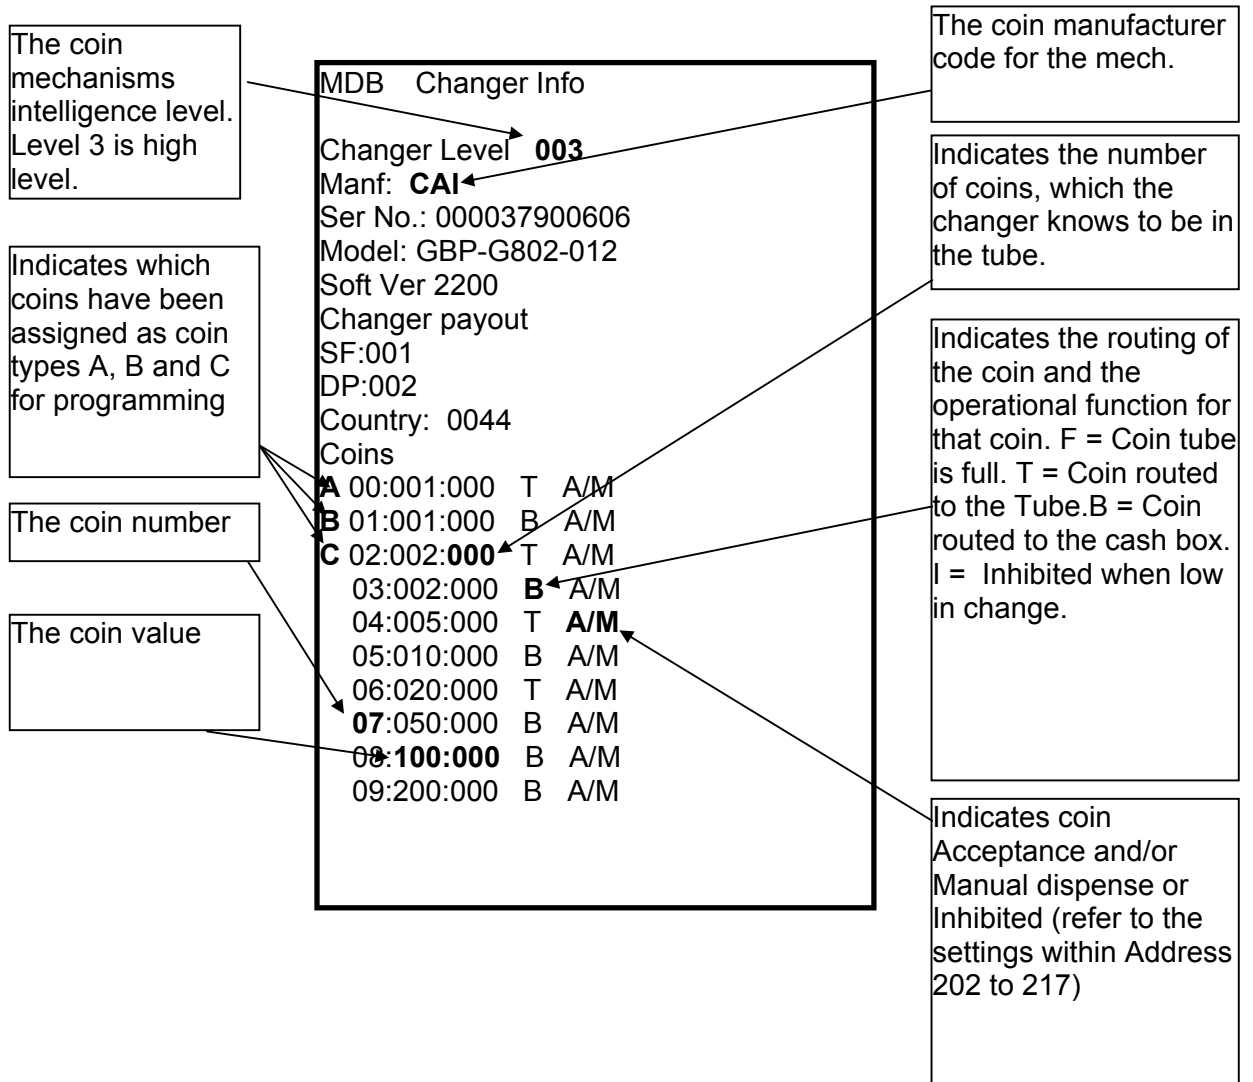 The coin
mechanisms
intelligence level.
Level 3 is high
level.
Indicates which
coins have been
assigned as coin
types A, B and C
for programming
The coin number
The coin value
MDB Changer Info
Changer Level 003
Manf: CAI
Ser No.: 000037900606
Model: GBP-G802-012
Soft Ver 2200
Changer payout
SF:001
DP:002
Country: 0044
Coins
A 00:001:000 T A/M
B 01:001:000 B A/M
C 02:002:000 T A/M
03:002:000 B A/M
04:005:000 T A/M
05:010:000 B A/M
06:020:000 T A/M
07:050:000 B A/M
08:100:000 B A/M
09:200:000 B A/M
The coin manufacturer
code for the mech.
Indicates the number
of coins, which the
changer knows to be in
the tube.
Indicates the routing of
the coin and the
operational function for
that coin. F = Coin tube
is full. T = Coin routed
to the Tube.B = Coin
routed to the cash box.
I = Inhibited when low
in change.
Indicates coin
Acceptance and/or
Manual dispense or
Inhibited (refer to the
settings within Address
202 to 217)